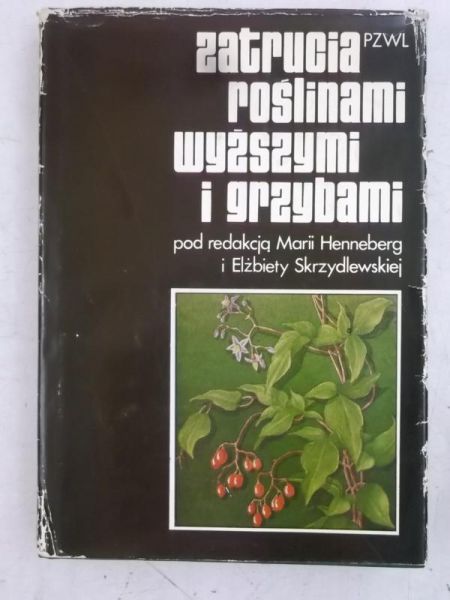 zatrucia PZWL
roślinami
wyższymi
i grzybami
pod redakcją Marii Henneberg
i Elżbiety Skrzydlewskiej